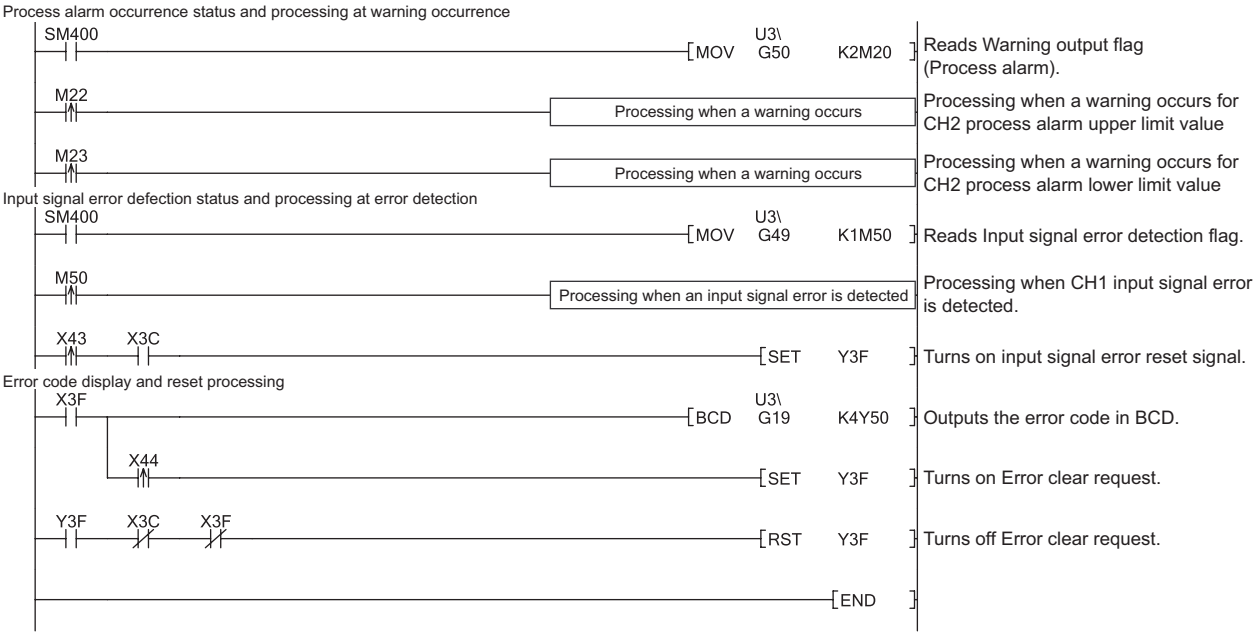 Process alarm occurrence status and processing at warning occurrence
SM400
[MOV U3\G50 K2M20] Reads Warning output flag
(Process alarm).
M22
Processing when a warning occurs
Processing when a warning occurs for
CH2 process alarm upper limit value
M23
Processing when a warning occurs
Processing when a warning occurs for
CH2 process alarm lower limit value
Input signal error defection status and processing at error detection
SM400
[MOV U3\G49 K1M50] Reads Input signal error detection flag.
M50
Processing when an input signal error is detected
Processing when CH1 input signal error
is detected.
X43 X3C
[SET Y3F] Turns on input signal error reset signal.
Error code display and reset processing
X3F
[BCD U3\G19 K4Y50] Outputs the error code in BCD.
X44
[SET Y3F] Turns on Error clear request.
Y3F X3C X3F
[RST Y3F] Turns off Error clear request.
[END]